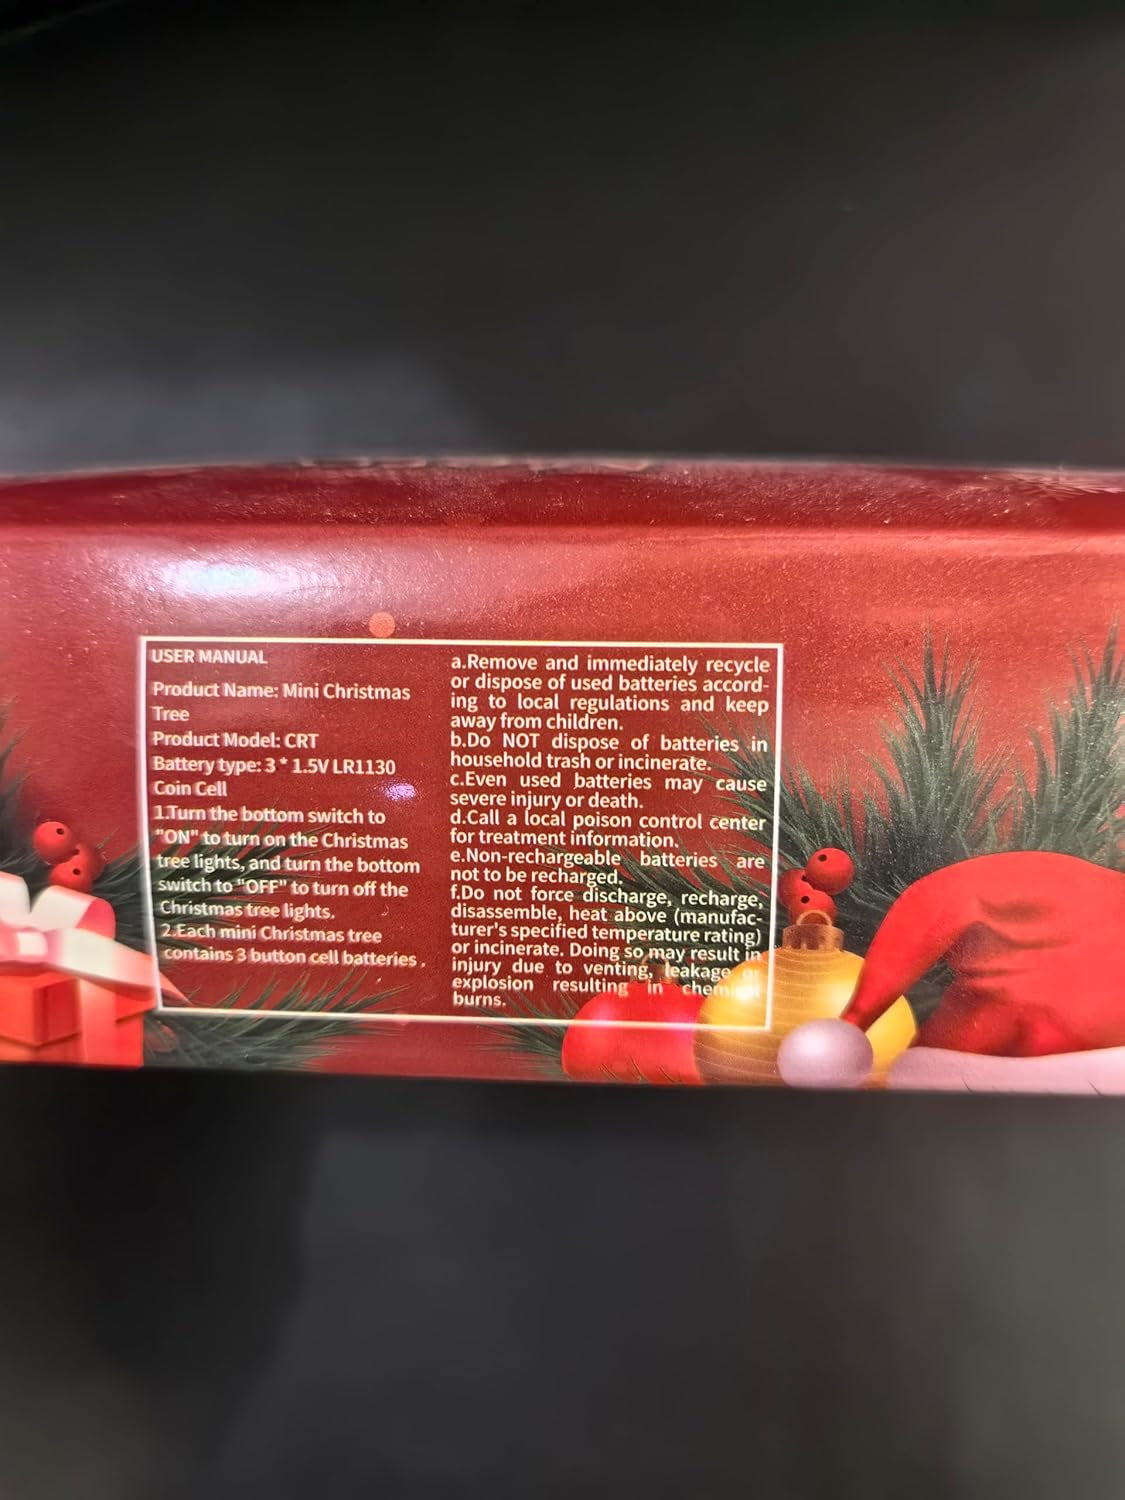 USER MANUAL
Product Name: Mini Christmas
Tree
Product Model: CRT
Battery type: 3 * 1.5V LR1130
Coin Cell
1.Turn the bottom switch to
"ON" to turn on the Christmas
tree lights, and turn the bottom
switch to "OFF" to turn off the
Christmas tree lights.
2.Each mini Christmas tree
contains 3 button cell batteries .
a.Remove and immediately recycle
or dispose of used batteries accord-
ing to local regulations and keep
away from children.
b.Do NOT dispose of batteries in
household trash or incinerate.
c.Even used batteries may cause
severe injury or death.
d.Call a local poison control center
for treatment information.
e.Non-rechargeable batteries are
not to be recharged.
f.Do not force discharge, recharge,
disassemble, heat above (manufac-
turer's specified temperature rating)
or incinerate. Doing so may result in
injury due to venting, leakage or
explosion resulting in chemical
burns.